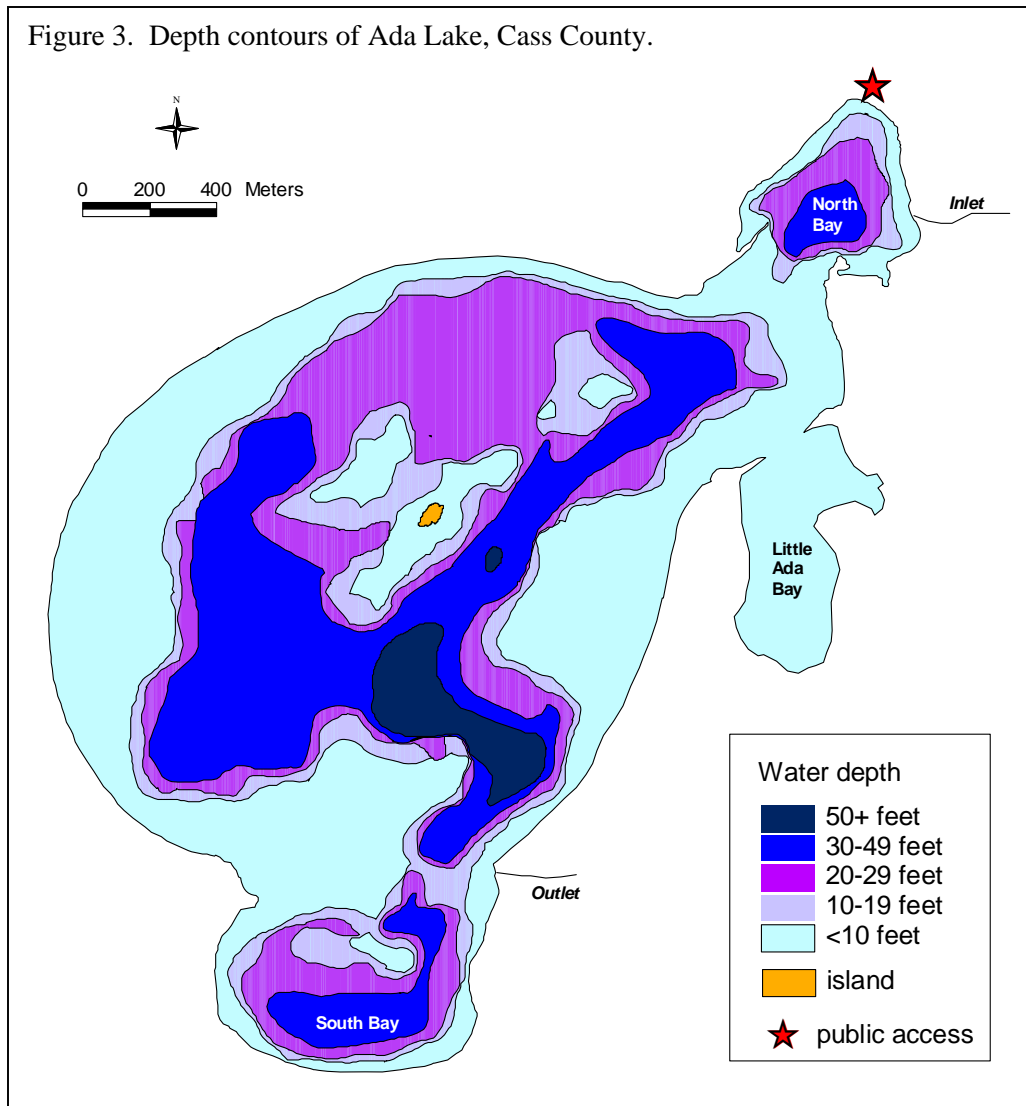 Figure 3. Depth contours of Ada Lake, Cass County.
N
0 200 400 Meters
North
Bay
Inlet
Little
Ada
Bay
Outlet
South Bay
Water depth
50+ feet
30-49 feet
20-29 feet
10-19 feet
<10 feet
island
public access